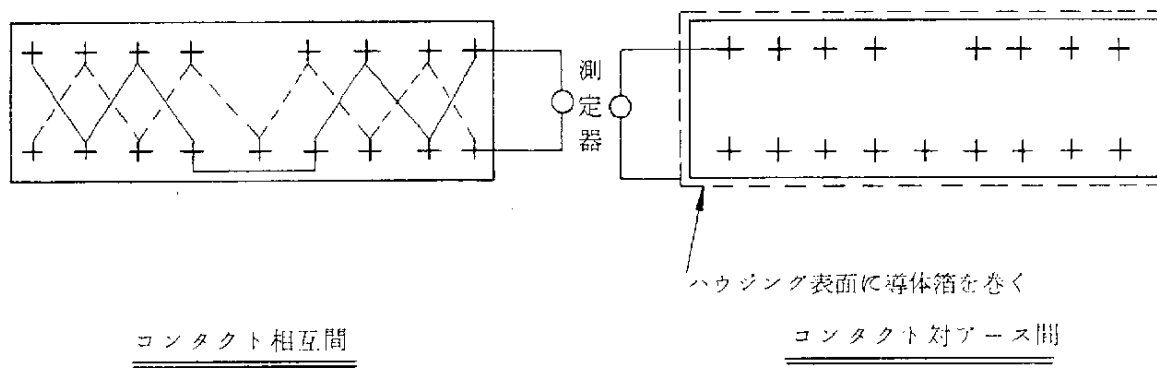 測定器
ハウジング表面に導体箔を巻く
コンタクト相互間
コンタクト対アース間